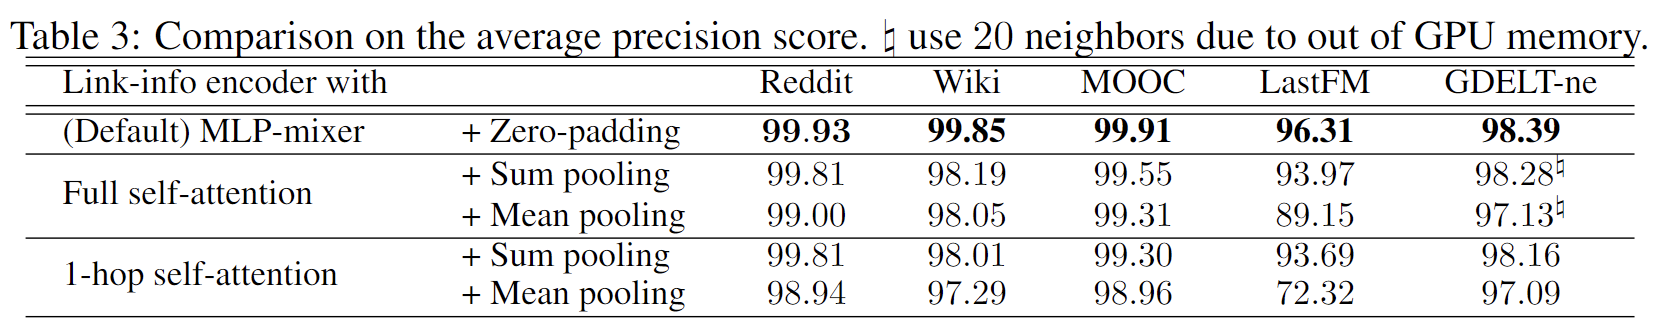 Table 3: Comparison on the average precision score. ♮ use 20 neighbors due to out of GPU memory.
Link-info encoder with Reddit Wiki MOOC LastFM GDELT-ne
(Default) MLP-mixer + Zero-padding 99.93 99.85 99.91 96.31 98.39
Full self-attention + Sum pooling 99.81 98.19 99.55 93.97 98.28♮
+ Mean pooling 99.00 98.05 99.31 89.15 97.13♮
1-hop self-attention + Sum pooling 99.81 98.01 99.30 93.69 98.16
+ Mean pooling 98.94 97.29 98.96 72.32 97.09